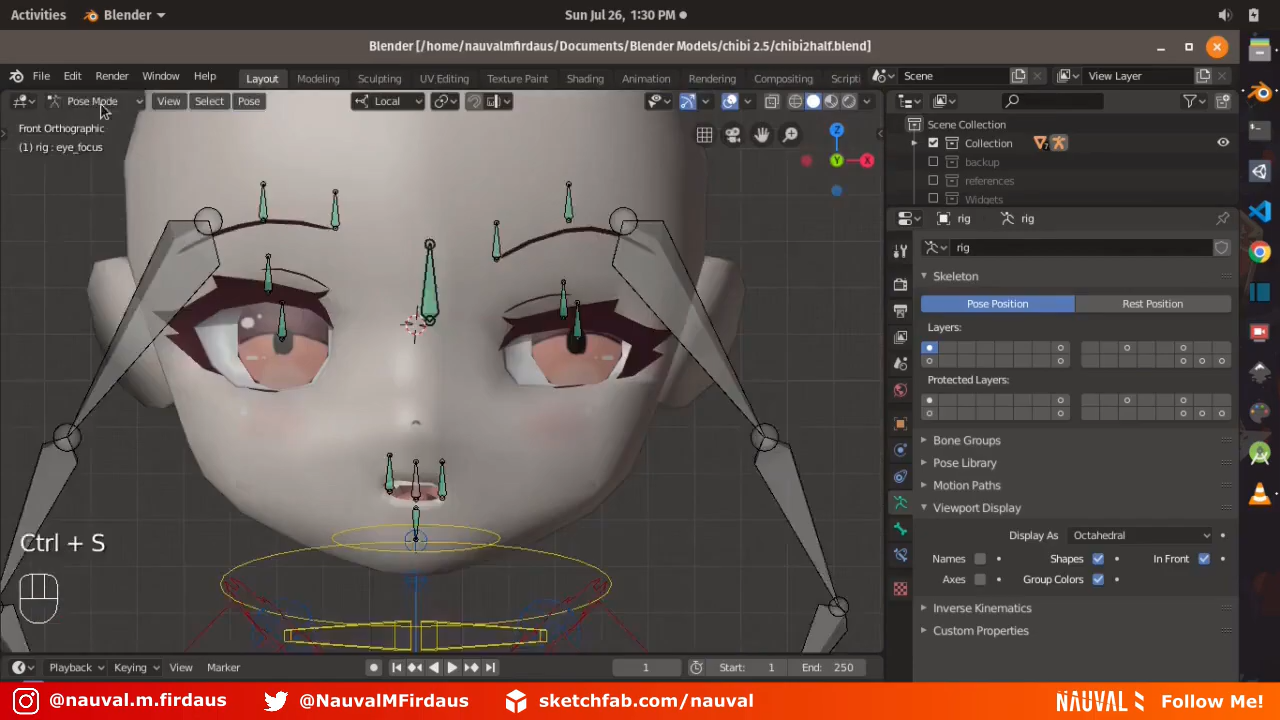 Activities Blender Sun Jul 26, 1:30 PM
Blender [/home/nauvalmfirdaus/Documents/Blender Models/chibi 2.5/chibi2half.blend]
File Edit Render Window Help Layout Modeling Sculpting UV Editing Texture Paint Shading Animation Rendering Compositing Scripti Scene View Layer
Pose Mode View Select Pose Local
Front Orthographic
(1) rig : eye_focus
Z
Y
X
Scene Collection
Collection
backup
references
Widgets
rig rig
rig
Skeleton
Pose Position Rest Position
Layers:
Protected Layers:
Bone Groups
Pose Library
Motion Paths
Viewport Display
Display As Octahedral
Names Shapes In Front
Axes Group Colors
Inverse Kinematics
Custom Properties
Ctrl + S
Playback Keying View Marker 1 Start: 1 End: 250
@nauval.m.firdaus @NauvalMFirdaus sketchfab.com/nauval NAUVAL Follow Me!